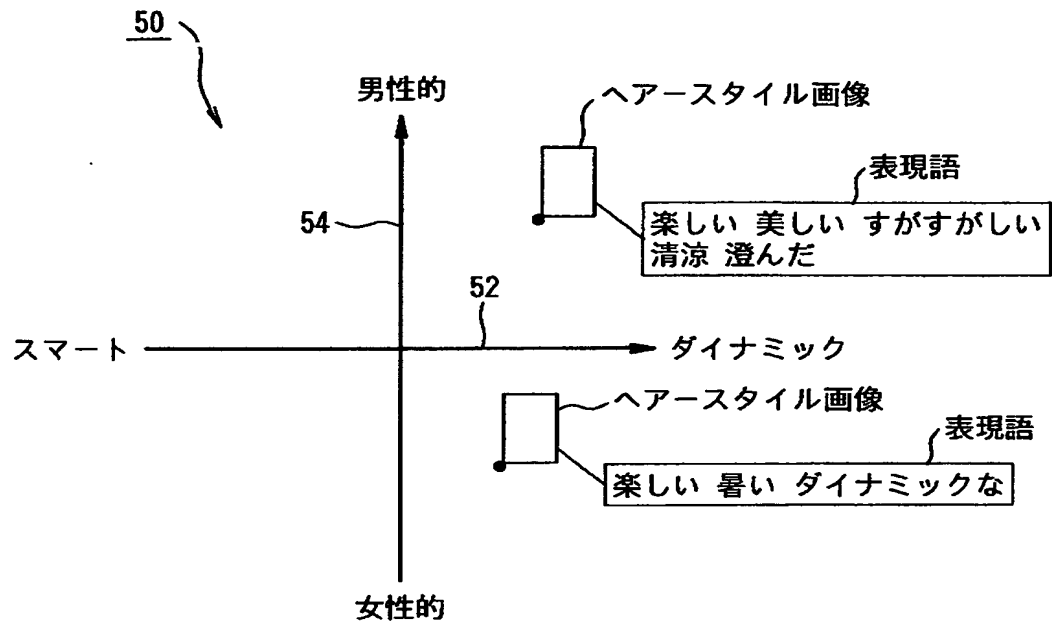 50
男性的
ヘアースタイル画像
表現語
54
楽しい 美しい すがすがしい
清涼 澄んだ
52
スマート
ダイナミック
ヘアースタイル画像
表現語
楽しい 暑い ダイナミックな
女性的